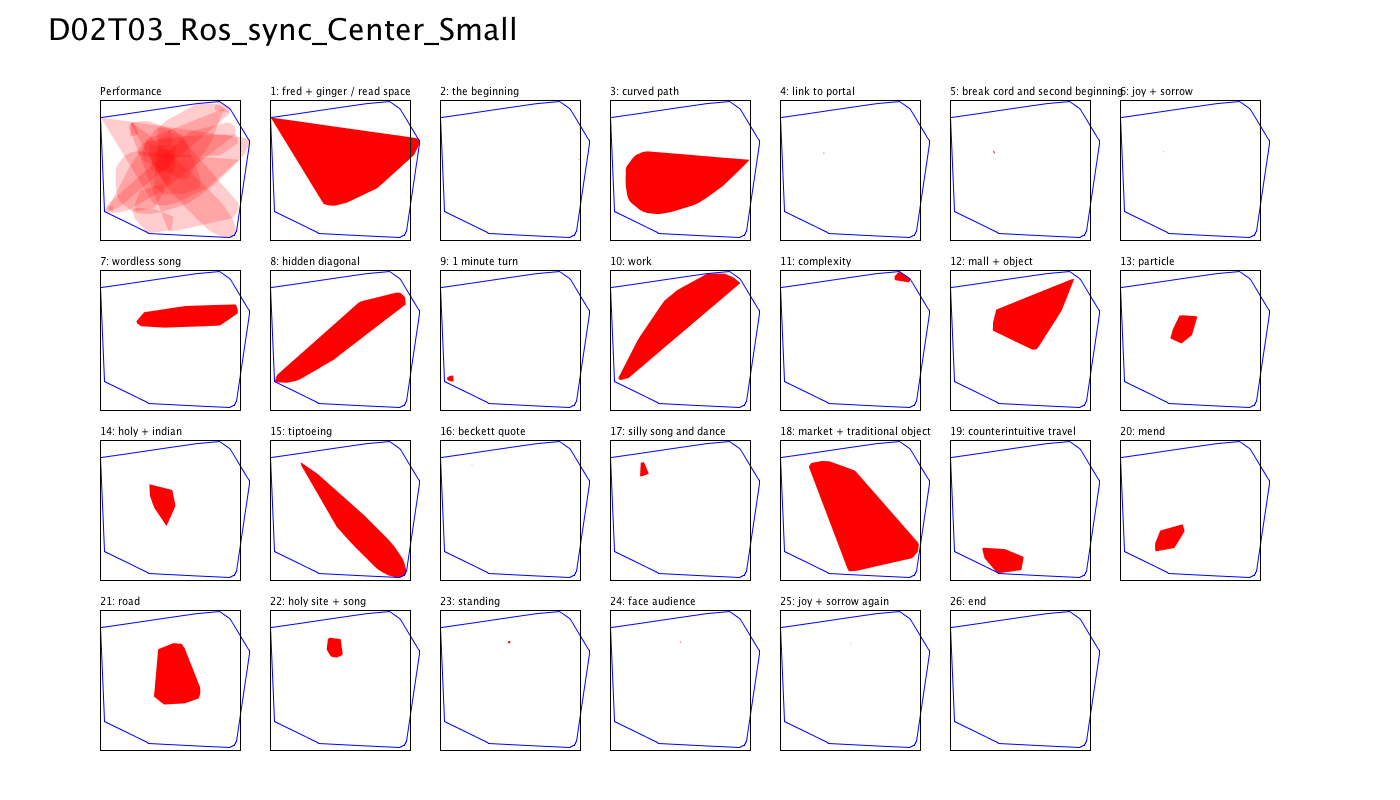 D02T03_Ros_sync_Center_Small
Performance
1: fred + ginger / read space
2: the beginning
3: curved path
4: link to portal
5: break cord and second beginning
6: joy + sorrow
7: wordless song
8: hidden diagonal
9: 1 minute turn
10: work
11: complexity
12: mall + object
13: particle
14: holy + indian
15: tiptoeing
16: beckett quote
17: silly song and dance
18: market + traditional object
19: counterintuitive travel
20: mend
21: road
22: holy site + song
23: standing
24: face audience
25: joy + sorrow again
26: end